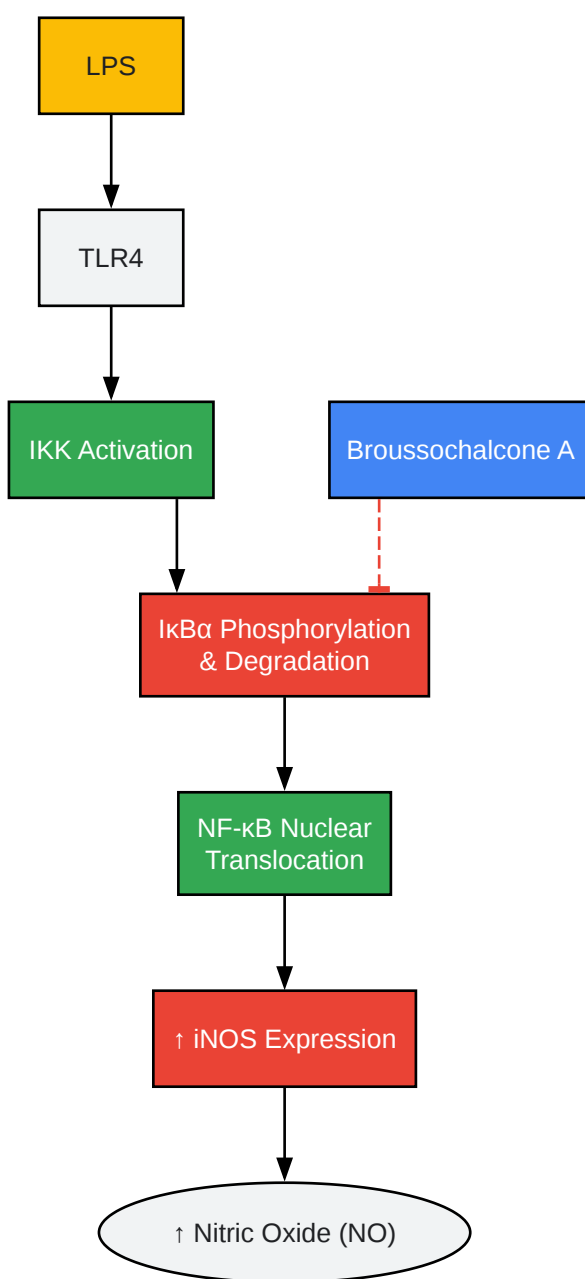 LPS
TLR4
IKK Activation
Broussochalcone A
IκBα Phosphorylation
& Degradation
NF-κB Nuclear
Translocation
↑ iNOS Expression
↑ Nitric Oxide (NO)